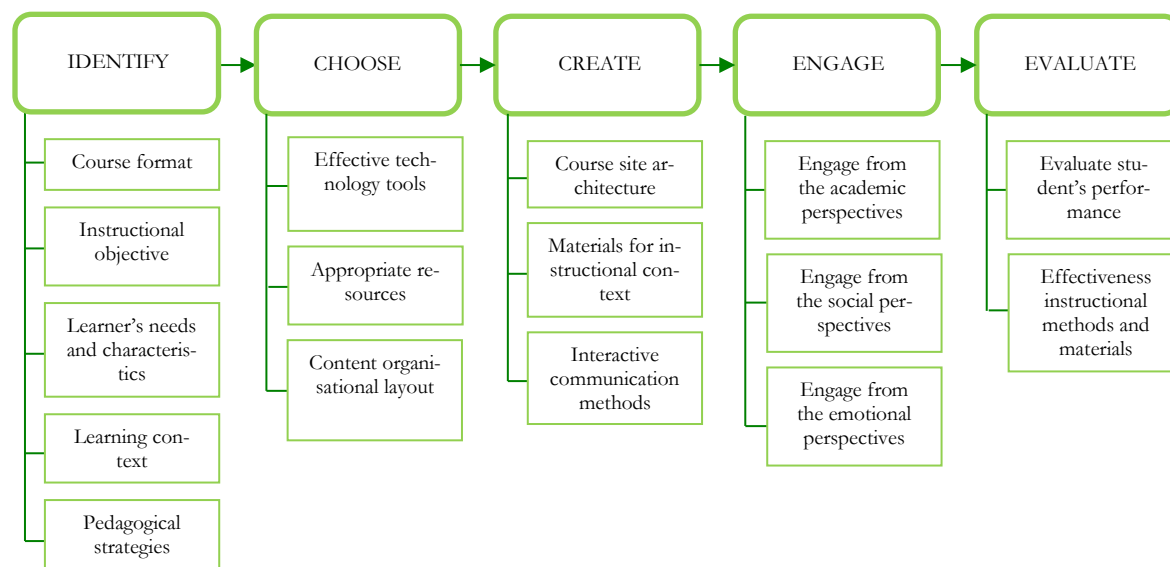 IDENTIFY
CHOOSE
CREATE
ENGAGE
EVALUATE
Course format
Instructional
objective
Learner’s needs
and characteris-
tics
Learning con-
text
Pedagogical
strategies
Effective tech-
nology tools
Appropriate re-
sources
Content organi-
sational layout
Course site ar-
chitecture
Materials for in-
structional con-
text
Interactive
communication
methods
Engage from
the academic
perspectives
Engage from
the social per-
spectives
Engage from
the emotional
perspectives
Evaluate stu-
dent’s perfor-
mance
Effectiveness
instructional
methods and
materials